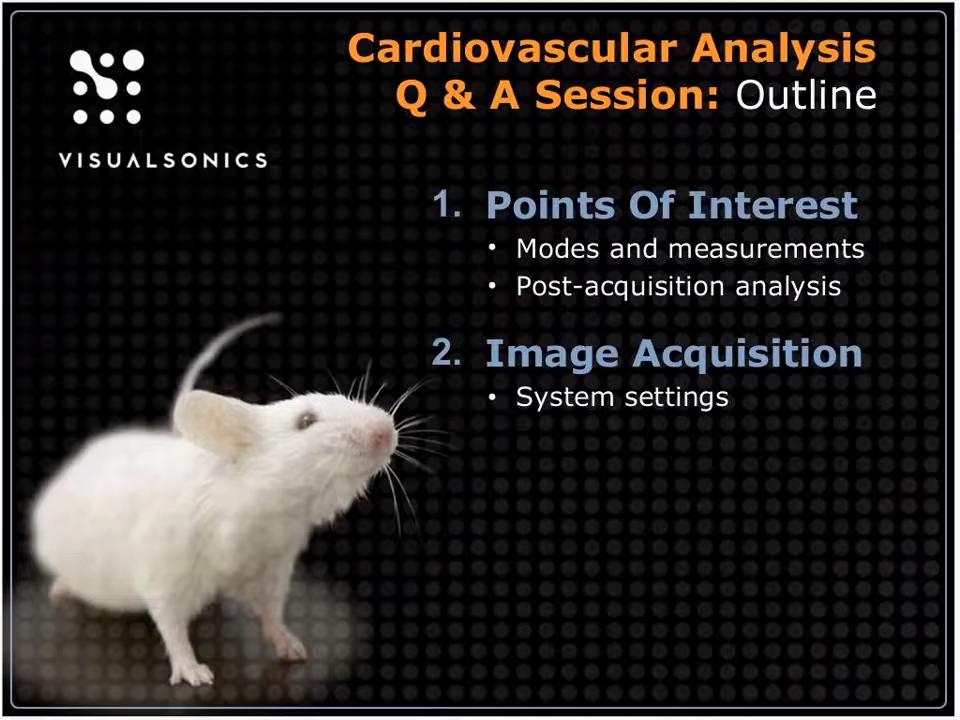 Cardiovascular Analysis
Q & A Session: Outline
VISUALSONICS
1. Points Of Interest
• Modes and measurements
• Post-acquisition analysis
2. Image Acquisition
• System settings